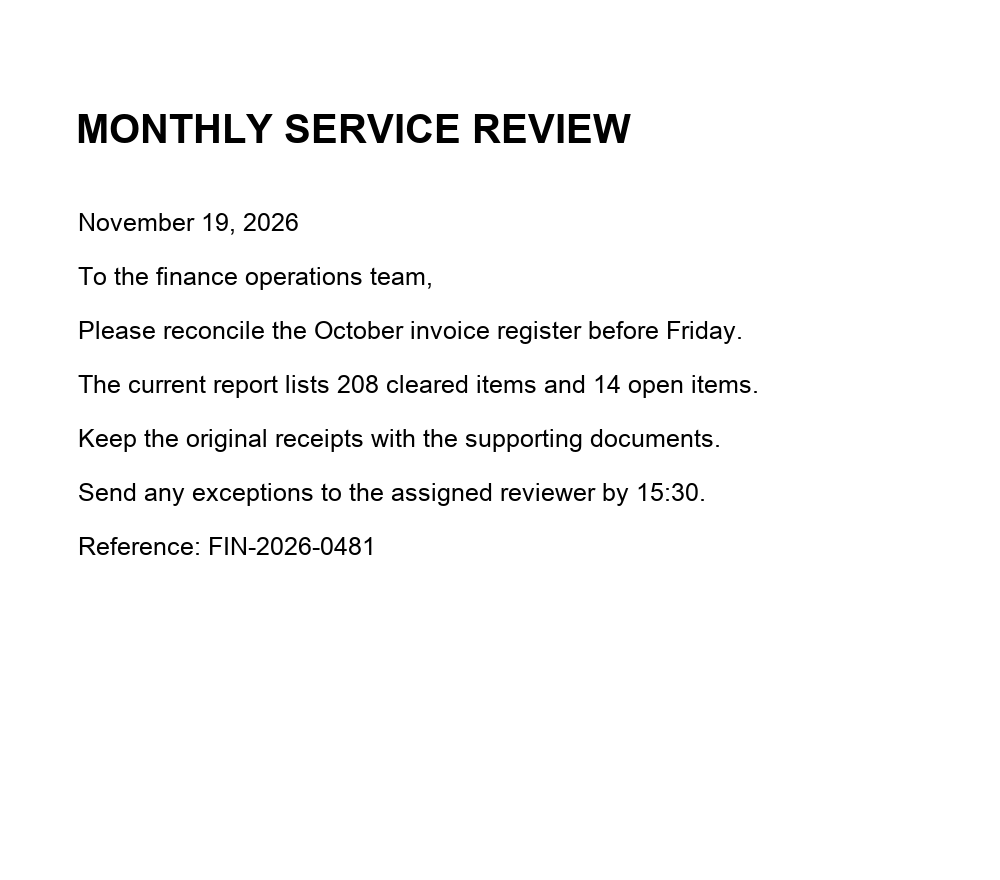 MONTHLY SERVICE REVIEW
November 19, 2026
To the finance operations team,
Please reconcile the October invoice register before Friday.
The current report lists 208 cleared items and 14 open items.
Keep the original receipts with the supporting documents.
Send any exceptions to the assigned reviewer by 15:30.
Reference: FIN-2026-0481